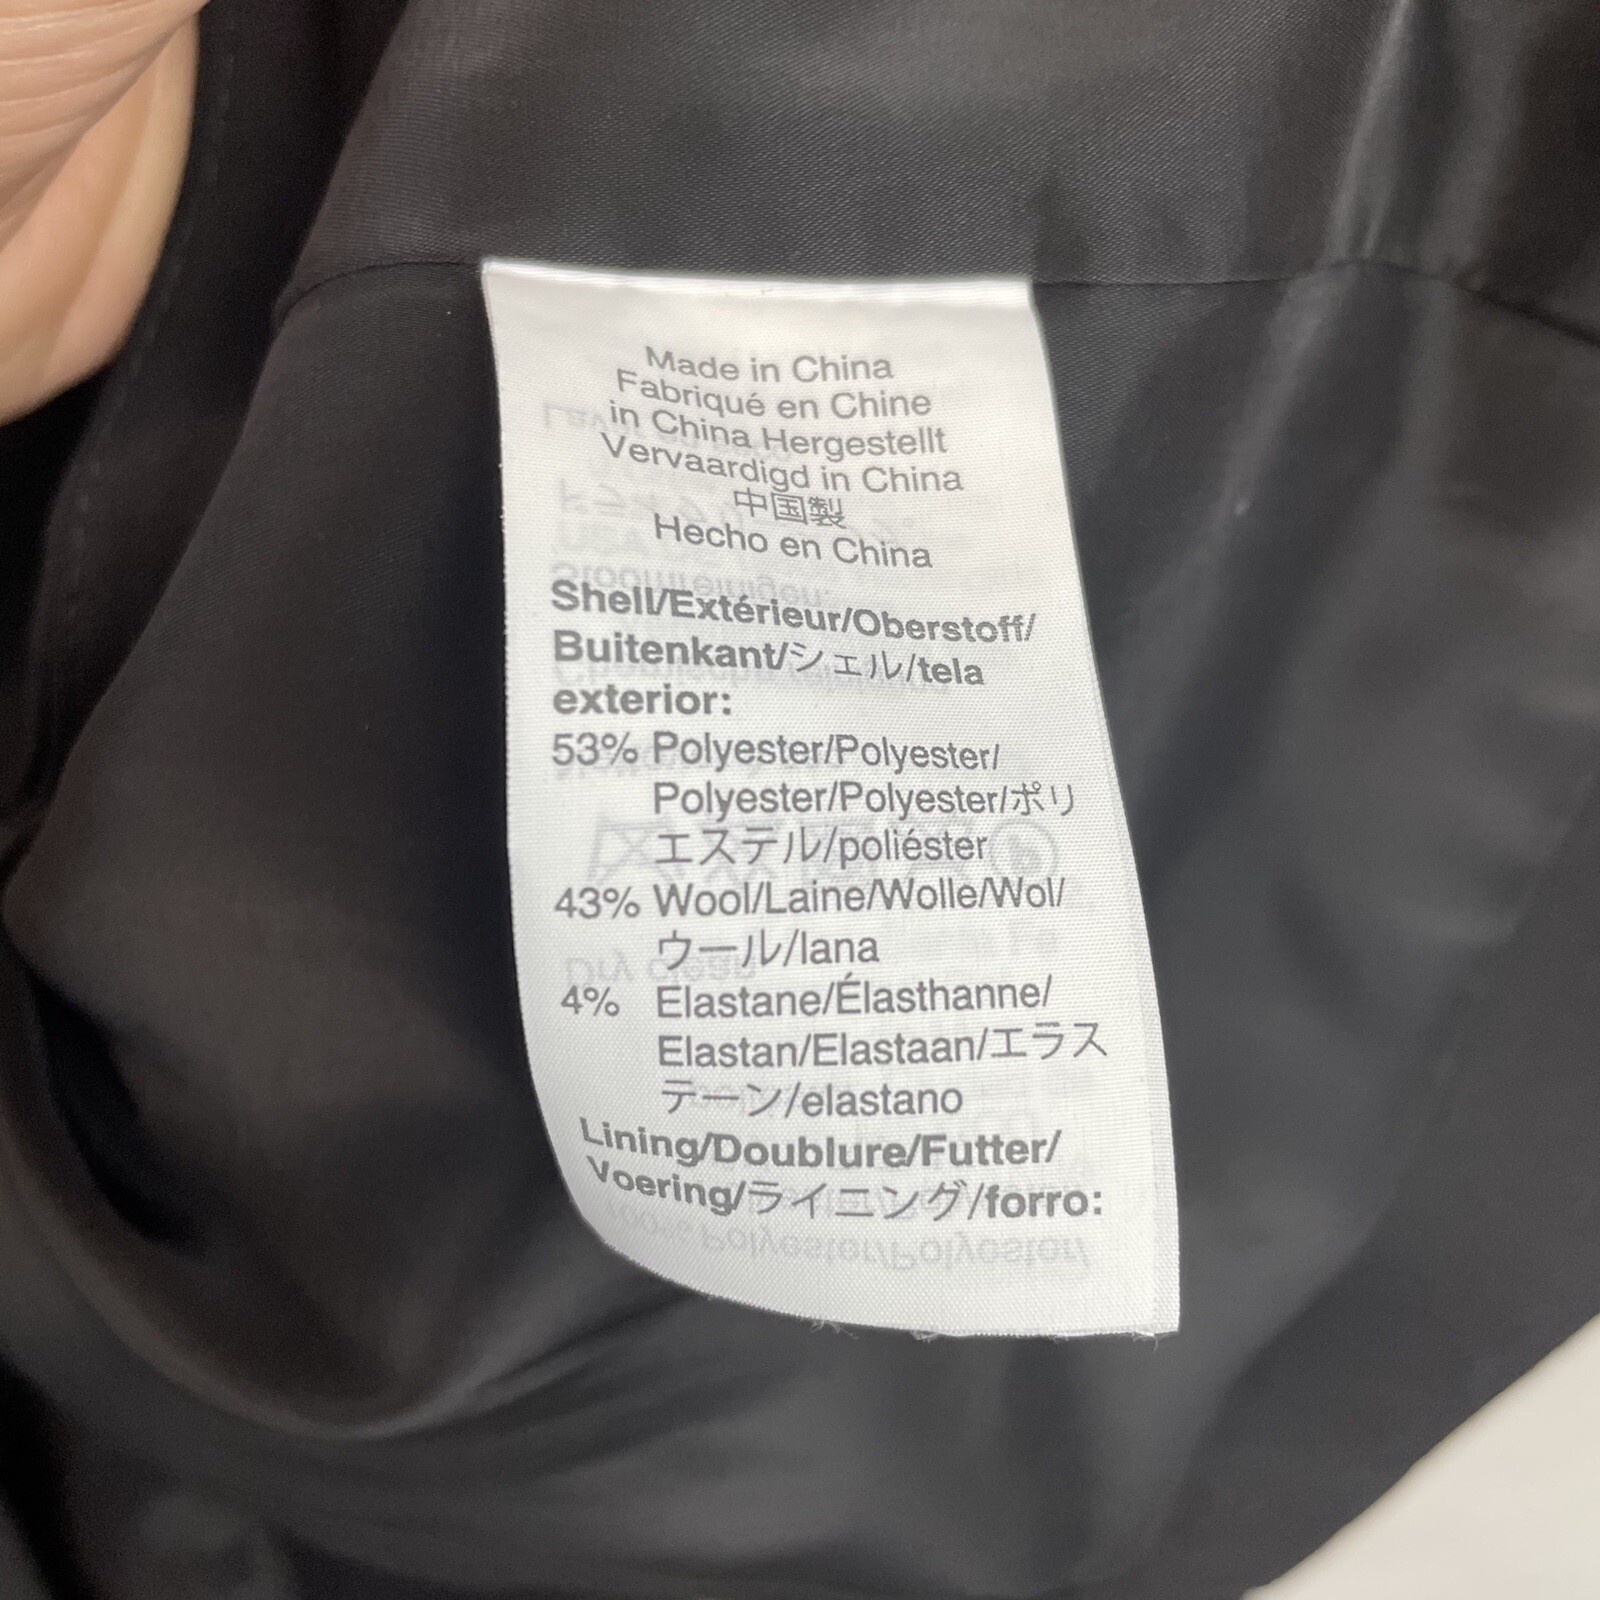 Made in China
Fabriqué en Chine
in China Hergestellt
Vervaardigd in China
中国製
Hecho en China
Shell/Extérieur/Oberstoff/
Buitenkant/シェル/tela
exterior:
53% Polyester/Polyester/
Polyester/Polyester/ポリ
エステル/poliéster
43% Wool/Laine/Wolle/Wol/
ウール/lana
4% Elastane/Élasthanne/
Elastan/Elastaan/エラス
テーン/elastano
Lining/Doublure/Futter/
Voering/ライニング/forro: